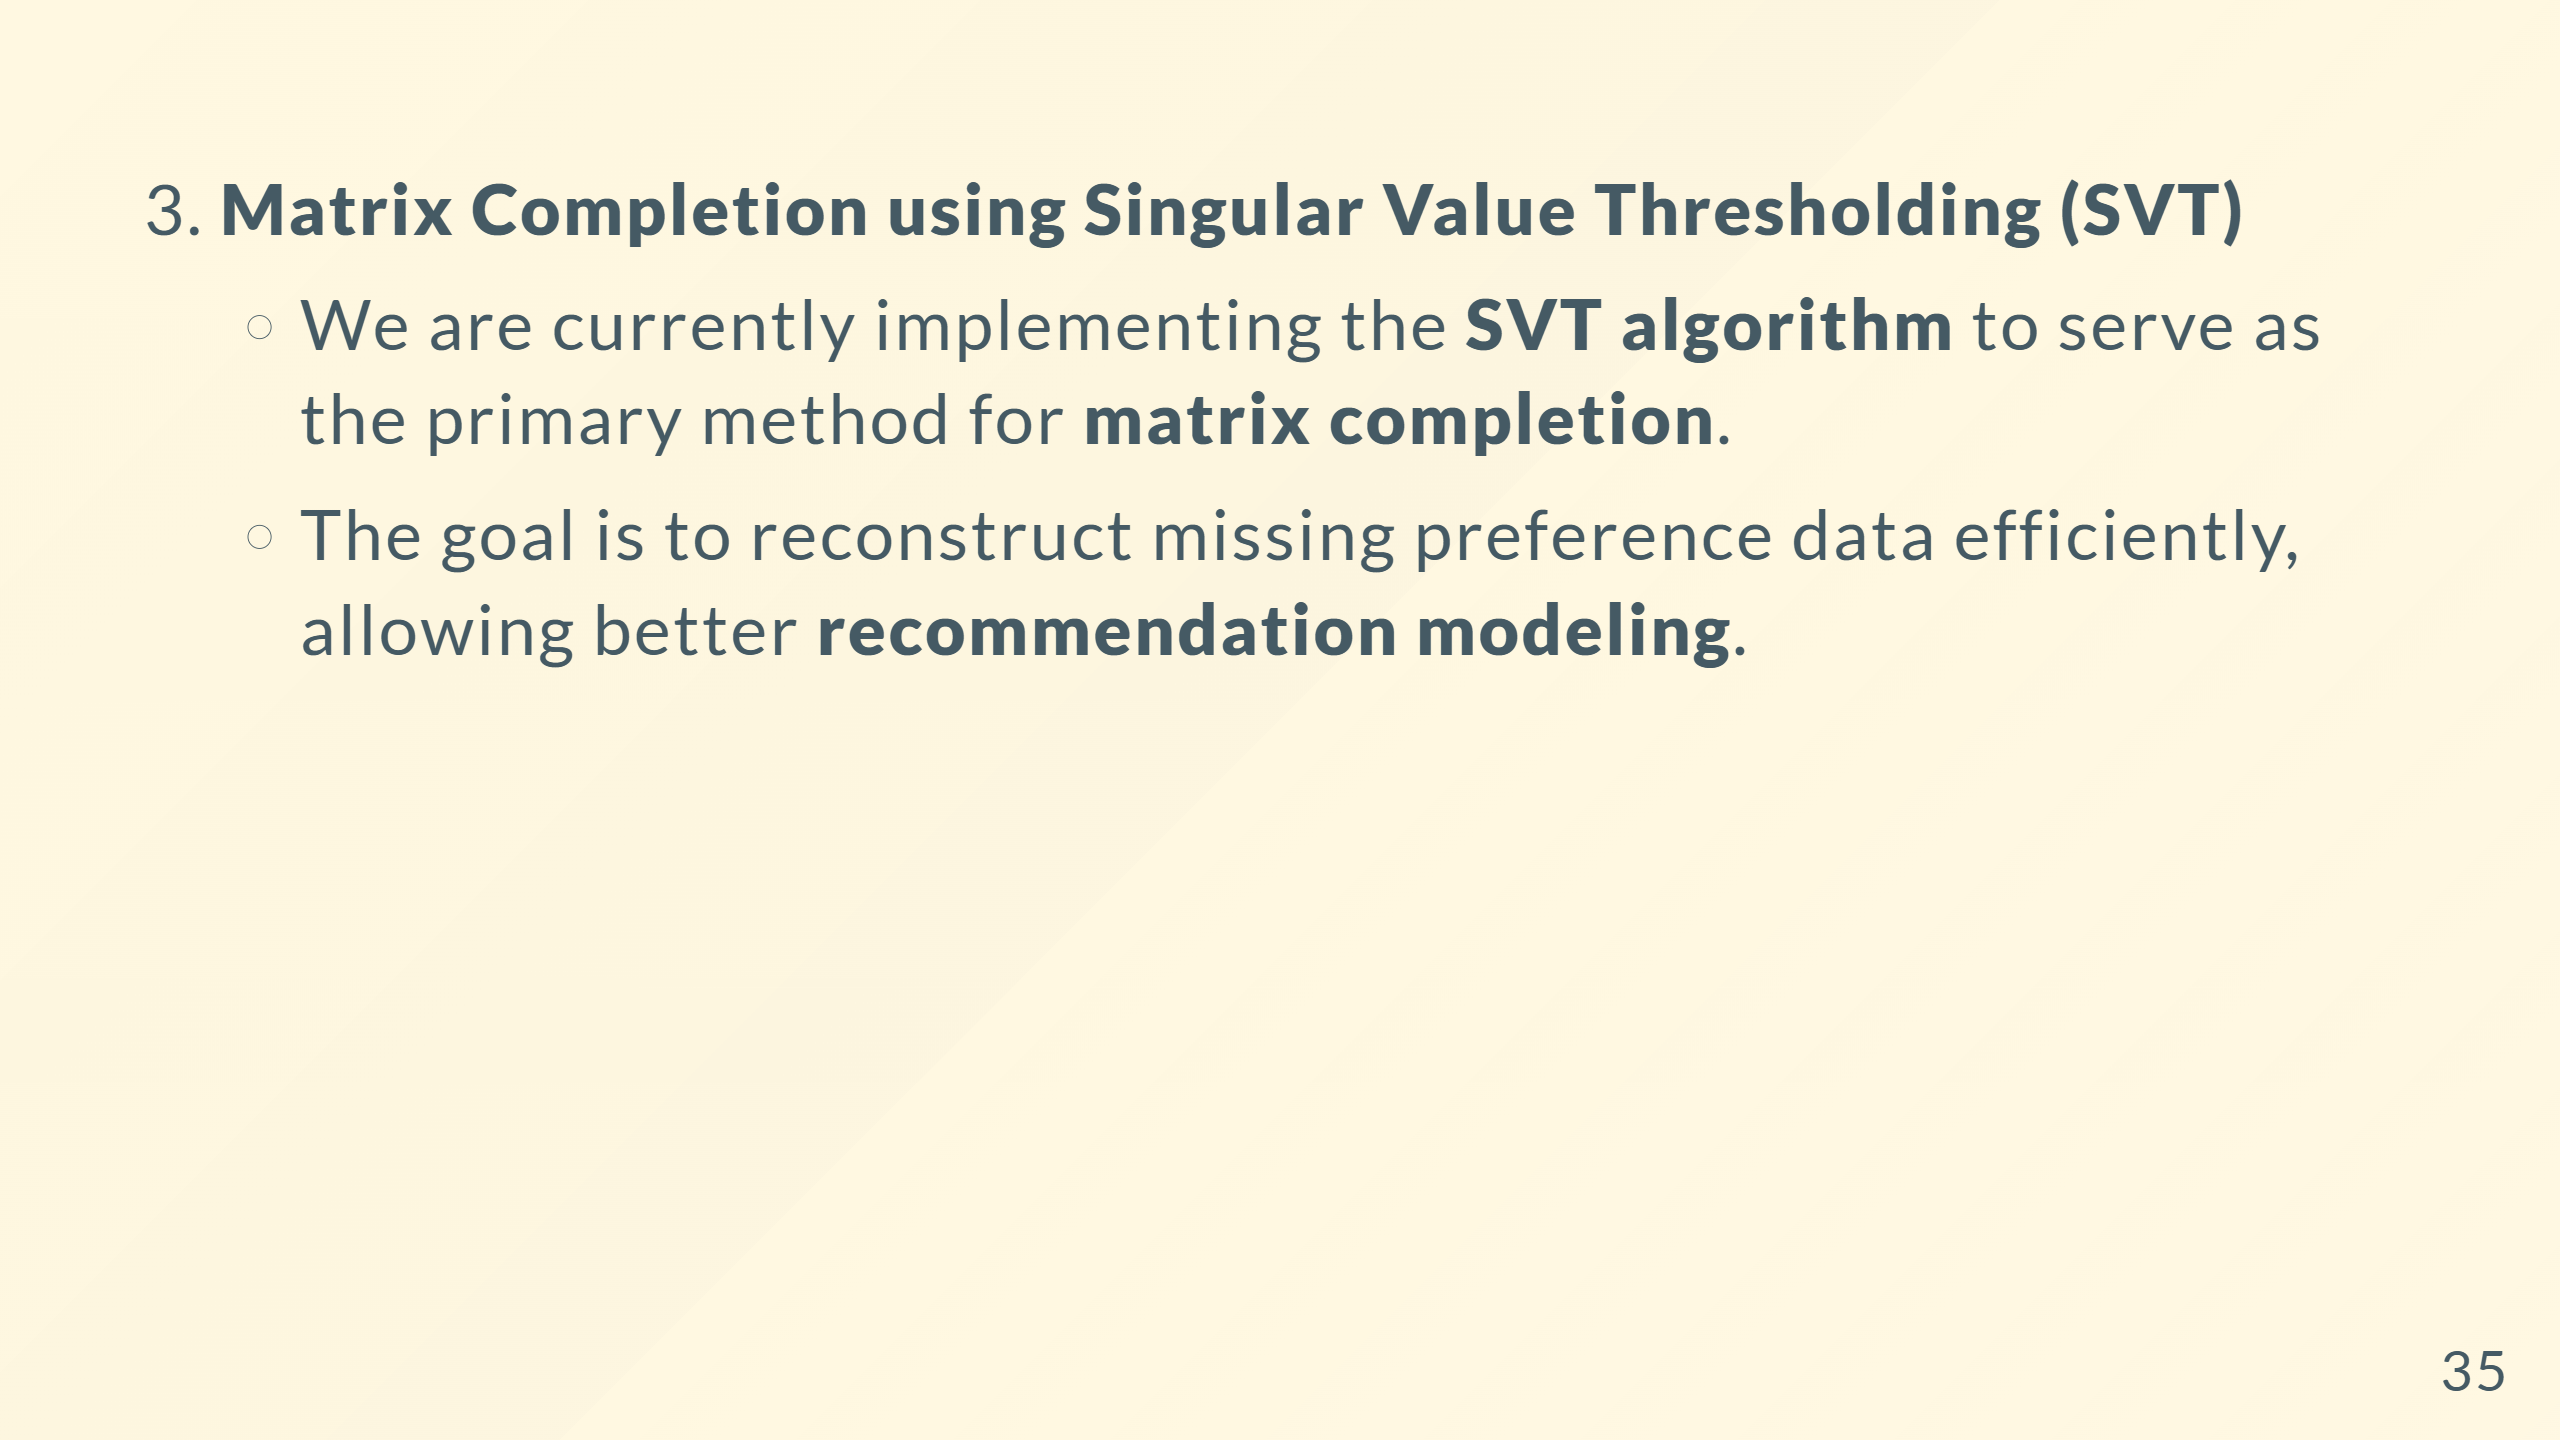 3. Matrix Completion using Singular Value Thresholding (SVT)
○ We are currently implementing the SVT algorithm to serve as
the primary method for matrix completion.
○ The goal is to reconstruct missing preference data efficiently,
allowing better recommendation modeling.
35